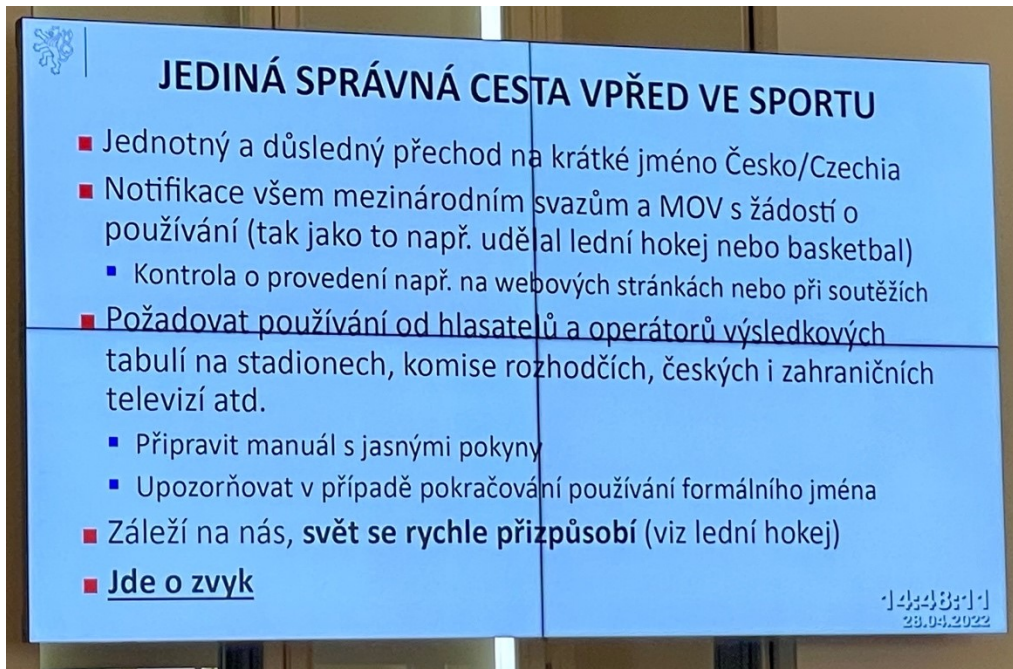 JEDINÁ SPRÁVNÁ CESTA VPŘED VE SPORTU
Jednotný a důsledný přechod na krátké jméno Česko/Czechia
Notifikace všem mezinárodním svazům a MOV s žádostí o
používání (tak jako to např. udělal lední hokej nebo basketbal)
Kontrola o provedení např. na webových stránkách nebo při soutěžích
Požadovat používání od hlasatelů a operátorů výsledkových
tabulí na stadionech, komise rozhodčích, českých i zahraničních
televizí atd.
Připravit manuál s jasnými pokyny
Upozorňovat v případě pokračování používání formálního jména
Záleží na nás, svět se rychle přizpůsobí (viz lední hokej)
Jde o zvyk
14:48:11
28.04.2022